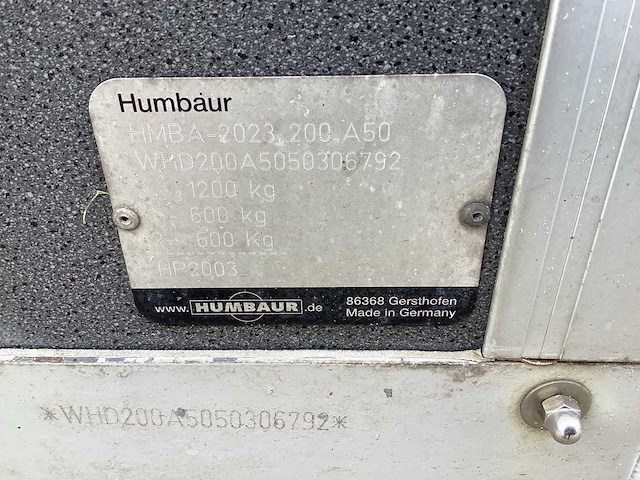 Humbaur
HMBA-2023 200 A50
WHD200A5050306792
1200 kg
600 kg
2 - 600 kg
HP2003
www.HUMBAUR.de
86368 Gersthofen
Made in Germany
*WHD200A5050306792*